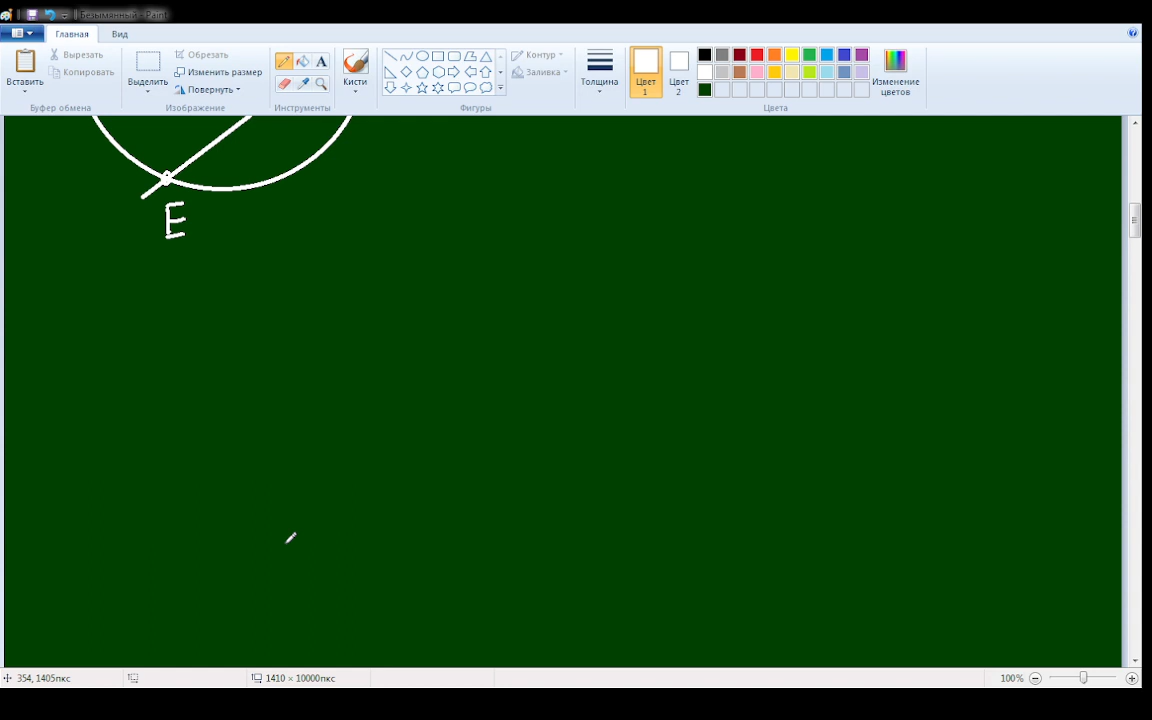 Безымянный - Paint
Главная Вид
Вставить
Вырезать
Копировать
Буфер обмена
Выделить
Обрезать
Изменить размер
Повернуть
Изображение
A
Инструменты
Кисти
Фигуры
Контур
Заливка
Толщина
Цвет 1
Цвет 2
Изменение цветов
Цвета
E
354, 1405пкс 1410 × 10000пкс 100%